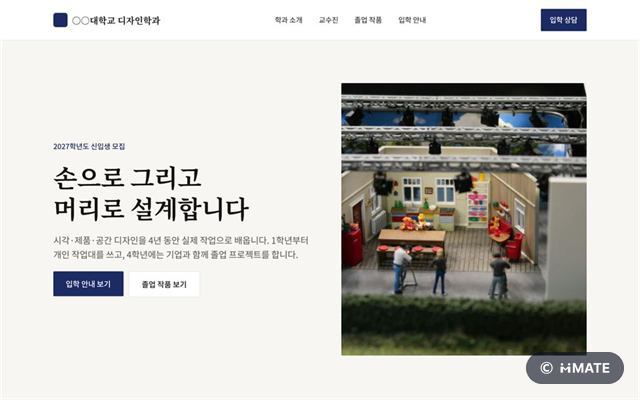 ○○대학교 디자인학과
학과 소개
교수진
졸업 작품
입학 안내
입학 상담
2027학년도 신입생 모집
손으로 그리고
머리로 설계합니다
시각·제품·공간 디자인을 4년 동안 실제 작업으로 배웁니다. 1학년부터
개인 작업대를 쓰고, 4학년에는 기업과 함께 졸업 프로젝트를 합니다.
입학 안내 보기
졸업 작품 보기
© MMATE